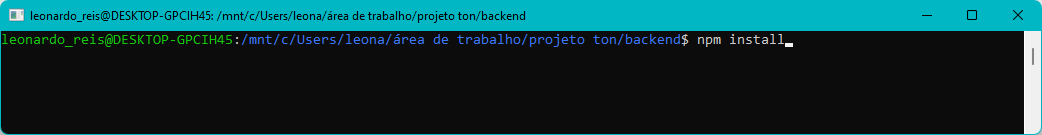 leonardo_reis@DESKTOP-GPCIH45: /mnt/c/Users/leona/área de trabalho/projeto ton/backend
leonardo_reis@DESKTOP-GPCIH45:/mnt/c/Users/leona/área de trabalho/projeto ton/backend$ npm install